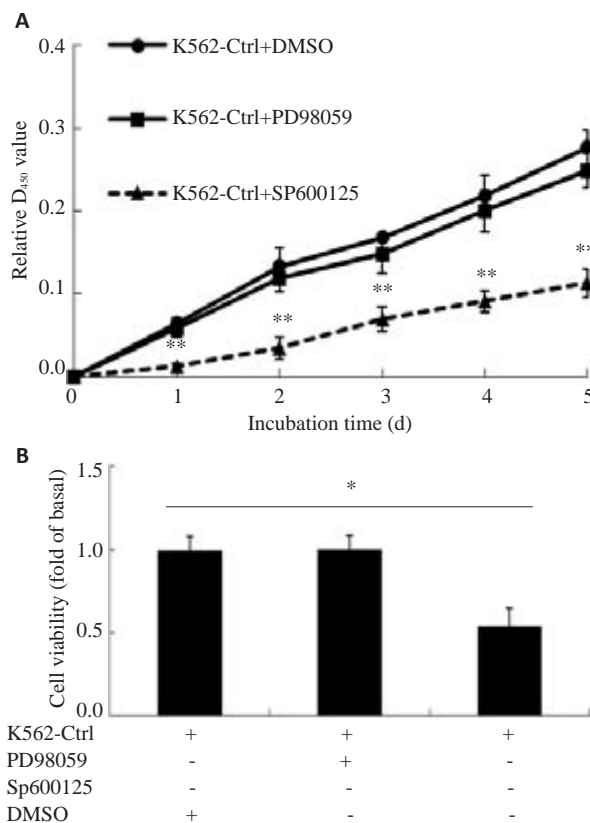 A
K562-Ctrl+DMSO
K562-Ctrl+PD98059
K562-Ctrl+SP600125
Relative D₄₅₀ value
0.4
0.3
0.2
0.1
0.0
** ** ** ** **
0 1 2 3 4 5
Incubation time (d)
B
Cell viability (fold of basal)
1.5
1.0
0.5
0.0
*
K562-Ctrl + + +
PD98059 - + -
Sp600125 - - -
DMSO + - -